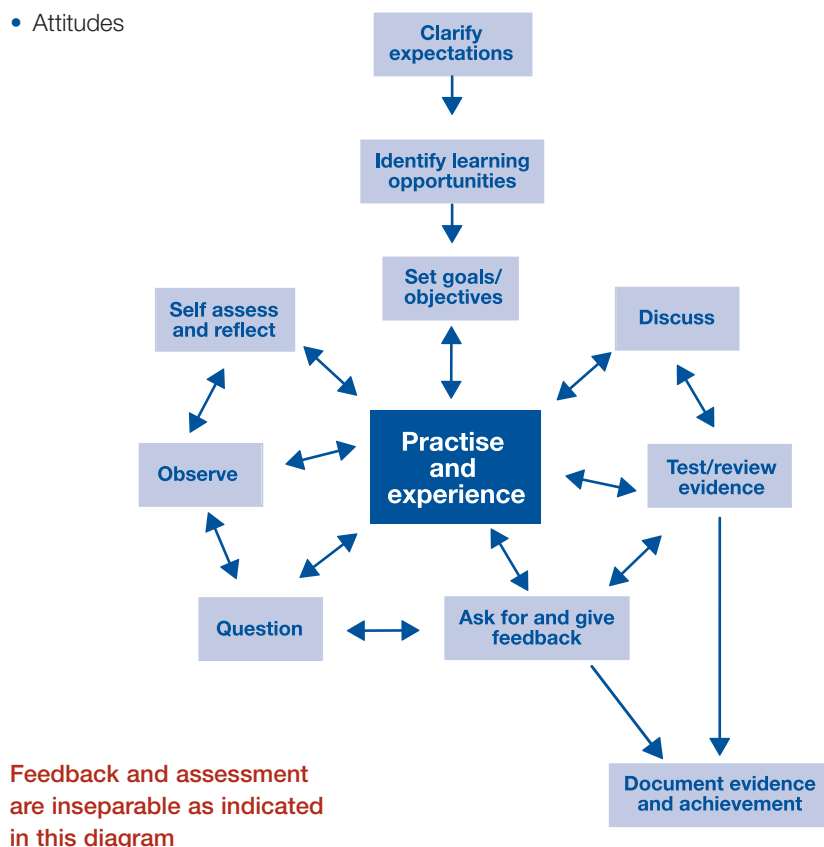 • Attitudes
Clarify
expectations
Identify learning
opportunities
Set goals/
objectives
Self assess
and reflect
Discuss
Practise
and
experience
Observe
Test/review
evidence
Question
Ask for and give
feedback
Feedback and assessment
are inseparable as indicated
in this diagram
Document evidence
and achievement